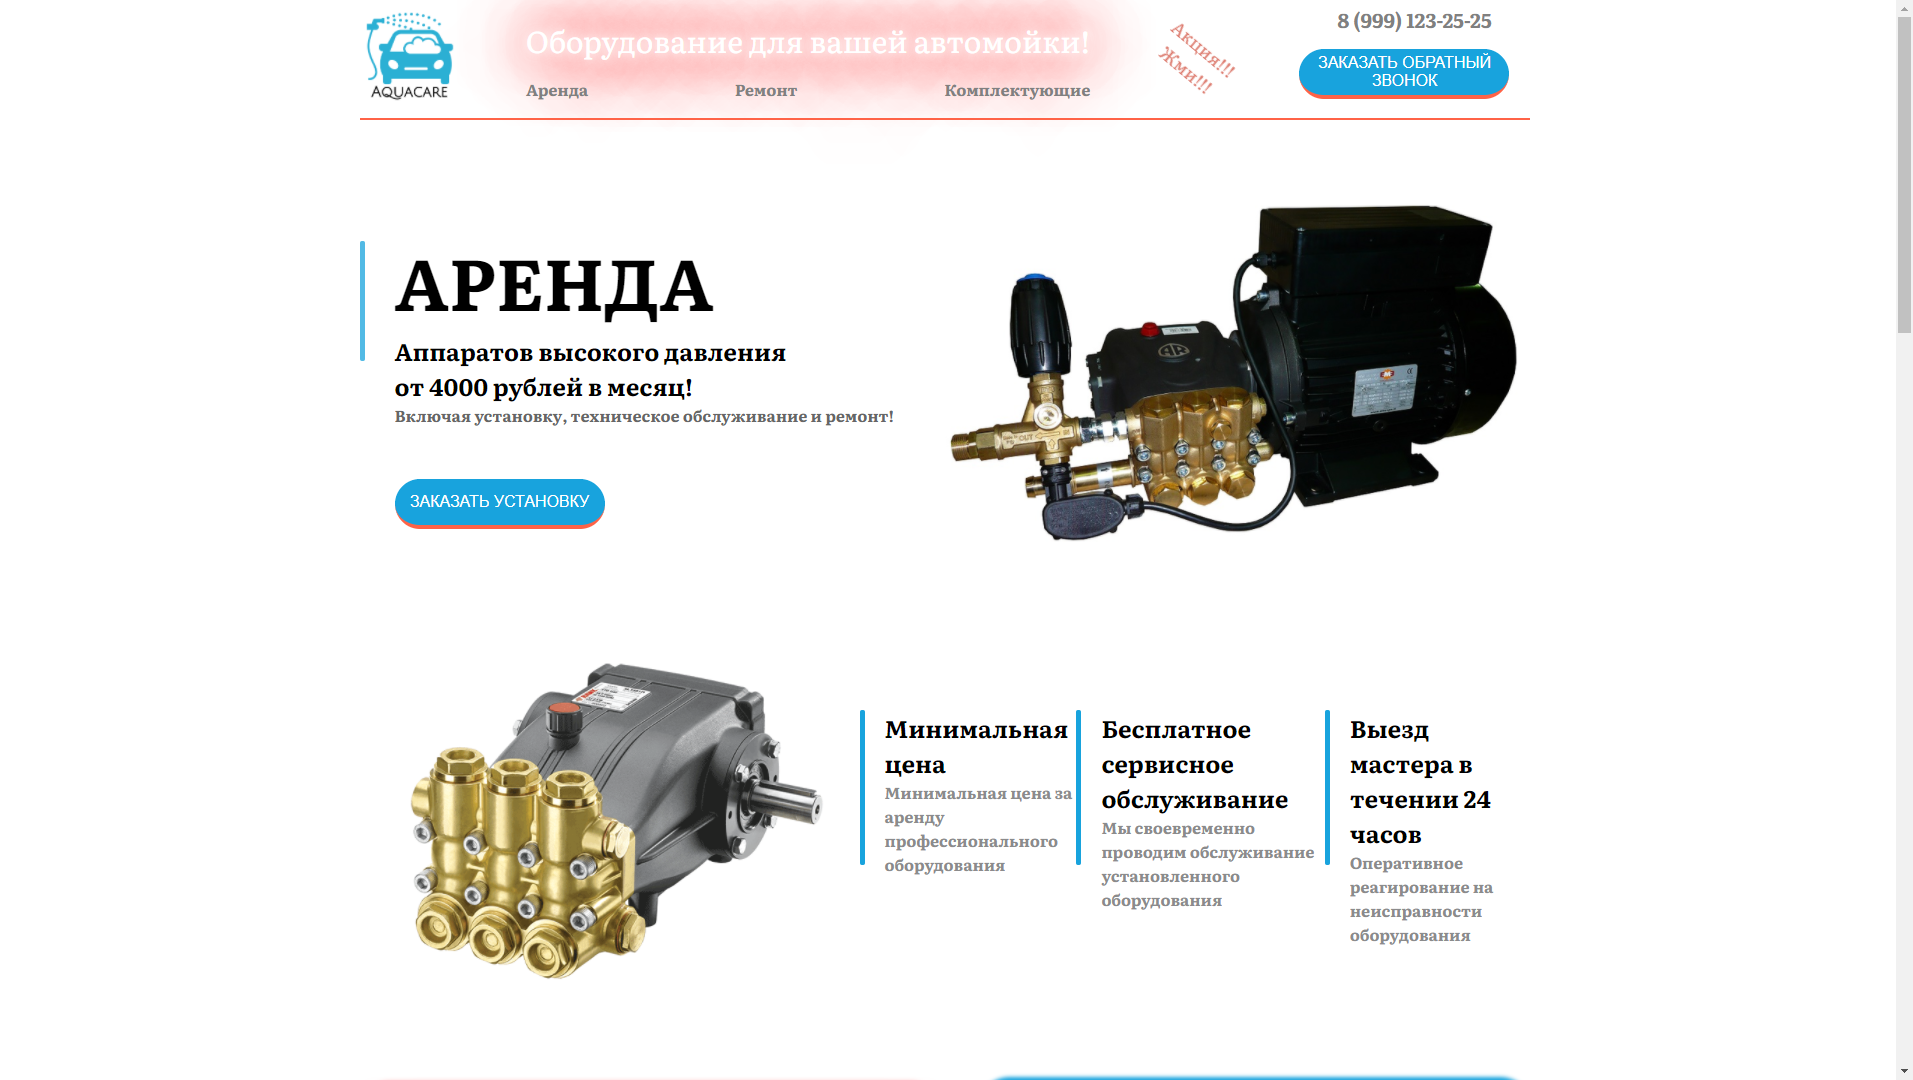 AQUACARE
Оборудование для вашей автомойки!
Аренда
Ремонт
Комплектующие
Акция!!!
Жми!!!
8 (999) 123-25-25
ЗАКАЗАТЬ ОБРАТНЫЙ
ЗВОНОК
АРЕНДА
Аппаратов высокого давления
от 4000 рублей в месяц!
Включая установку, техническое обслуживание и ремонт!
ЗАКАЗАТЬ УСТАНОВКУ
AR
OUT
Минимальная
цена
Минимальная цена за
аренду
профессионального
оборудования
Бесплатное
сервисное
обслуживание
Мы своевременно
проводим обслуживание
установленного
оборудования
Выезд
мастера в
течении 24
часов
Оперативное
реагирование на
неисправности
оборудования